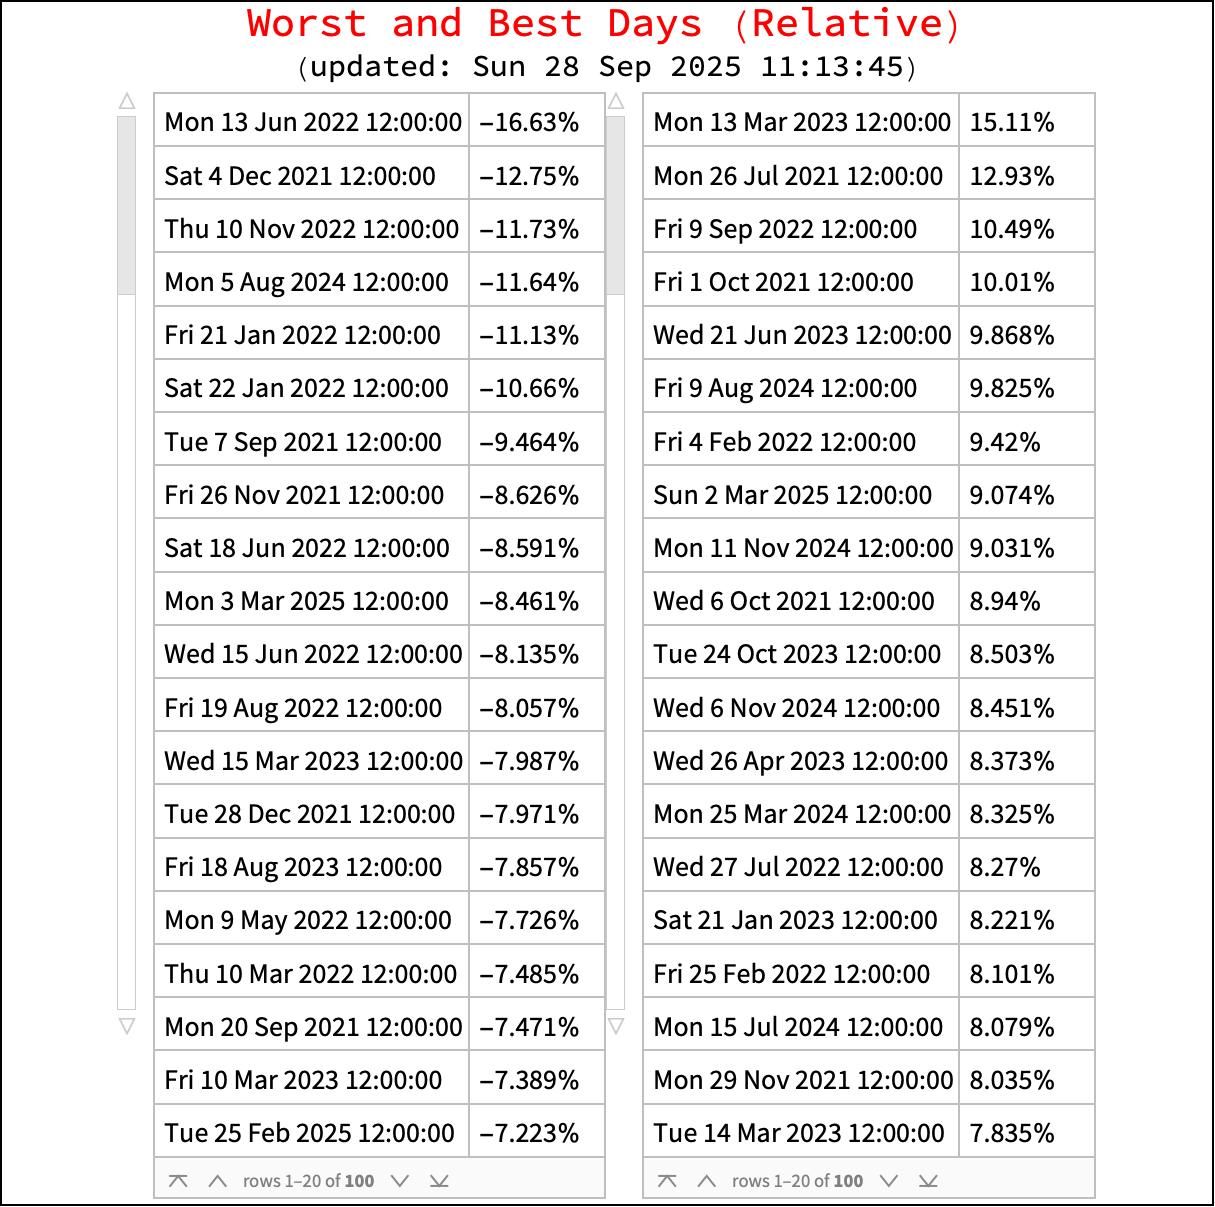 Worst and Best Days (Relative)
(updated: Sun 28 Sep 2025 11:13:45)
Mon 13 Jun 2022 12:00:00 −16.63% Mon 13 Mar 2023 12:00:00 15.11%
Sat 4 Dec 2021 12:00:00 −12.75% Mon 26 Jul 2021 12:00:00 12.93%
Thu 10 Nov 2022 12:00:00 −11.73% Fri 9 Sep 2022 12:00:00 10.49%
Mon 5 Aug 2024 12:00:00 −11.64% Fri 1 Oct 2021 12:00:00 10.01%
Fri 21 Jan 2022 12:00:00 −11.13% Wed 21 Jun 2023 12:00:00 9.868%
Sat 22 Jan 2022 12:00:00 −10.66% Fri 9 Aug 2024 12:00:00 9.825%
Tue 7 Sep 2021 12:00:00 −9.464% Fri 4 Feb 2022 12:00:00 9.42%
Fri 26 Nov 2021 12:00:00 −8.626% Sun 2 Mar 2025 12:00:00 9.074%
Sat 18 Jun 2022 12:00:00 −8.591% Mon 11 Nov 2024 12:00:00 9.031%
Mon 3 Mar 2025 12:00:00 −8.461% Wed 6 Oct 2021 12:00:00 8.94%
Wed 15 Jun 2022 12:00:00 −8.135% Tue 24 Oct 2023 12:00:00 8.503%
Fri 19 Aug 2022 12:00:00 −8.057% Wed 6 Nov 2024 12:00:00 8.451%
Wed 15 Mar 2023 12:00:00 −7.987% Wed 26 Apr 2023 12:00:00 8.373%
Tue 28 Dec 2021 12:00:00 −7.971% Mon 25 Mar 2024 12:00:00 8.325%
Fri 18 Aug 2023 12:00:00 −7.857% Wed 27 Jul 2022 12:00:00 8.27%
Mon 9 May 2022 12:00:00 −7.726% Sat 21 Jan 2023 12:00:00 8.221%
Thu 10 Mar 2022 12:00:00 −7.485% Fri 25 Feb 2022 12:00:00 8.101%
Mon 20 Sep 2021 12:00:00 −7.471% Mon 15 Jul 2024 12:00:00 8.079%
Fri 10 Mar 2023 12:00:00 −7.389% Mon 29 Nov 2021 12:00:00 8.035%
Tue 25 Feb 2025 12:00:00 −7.223% Tue 14 Mar 2023 12:00:00 7.835%
rows 1–20 of 100 rows 1–20 of 100